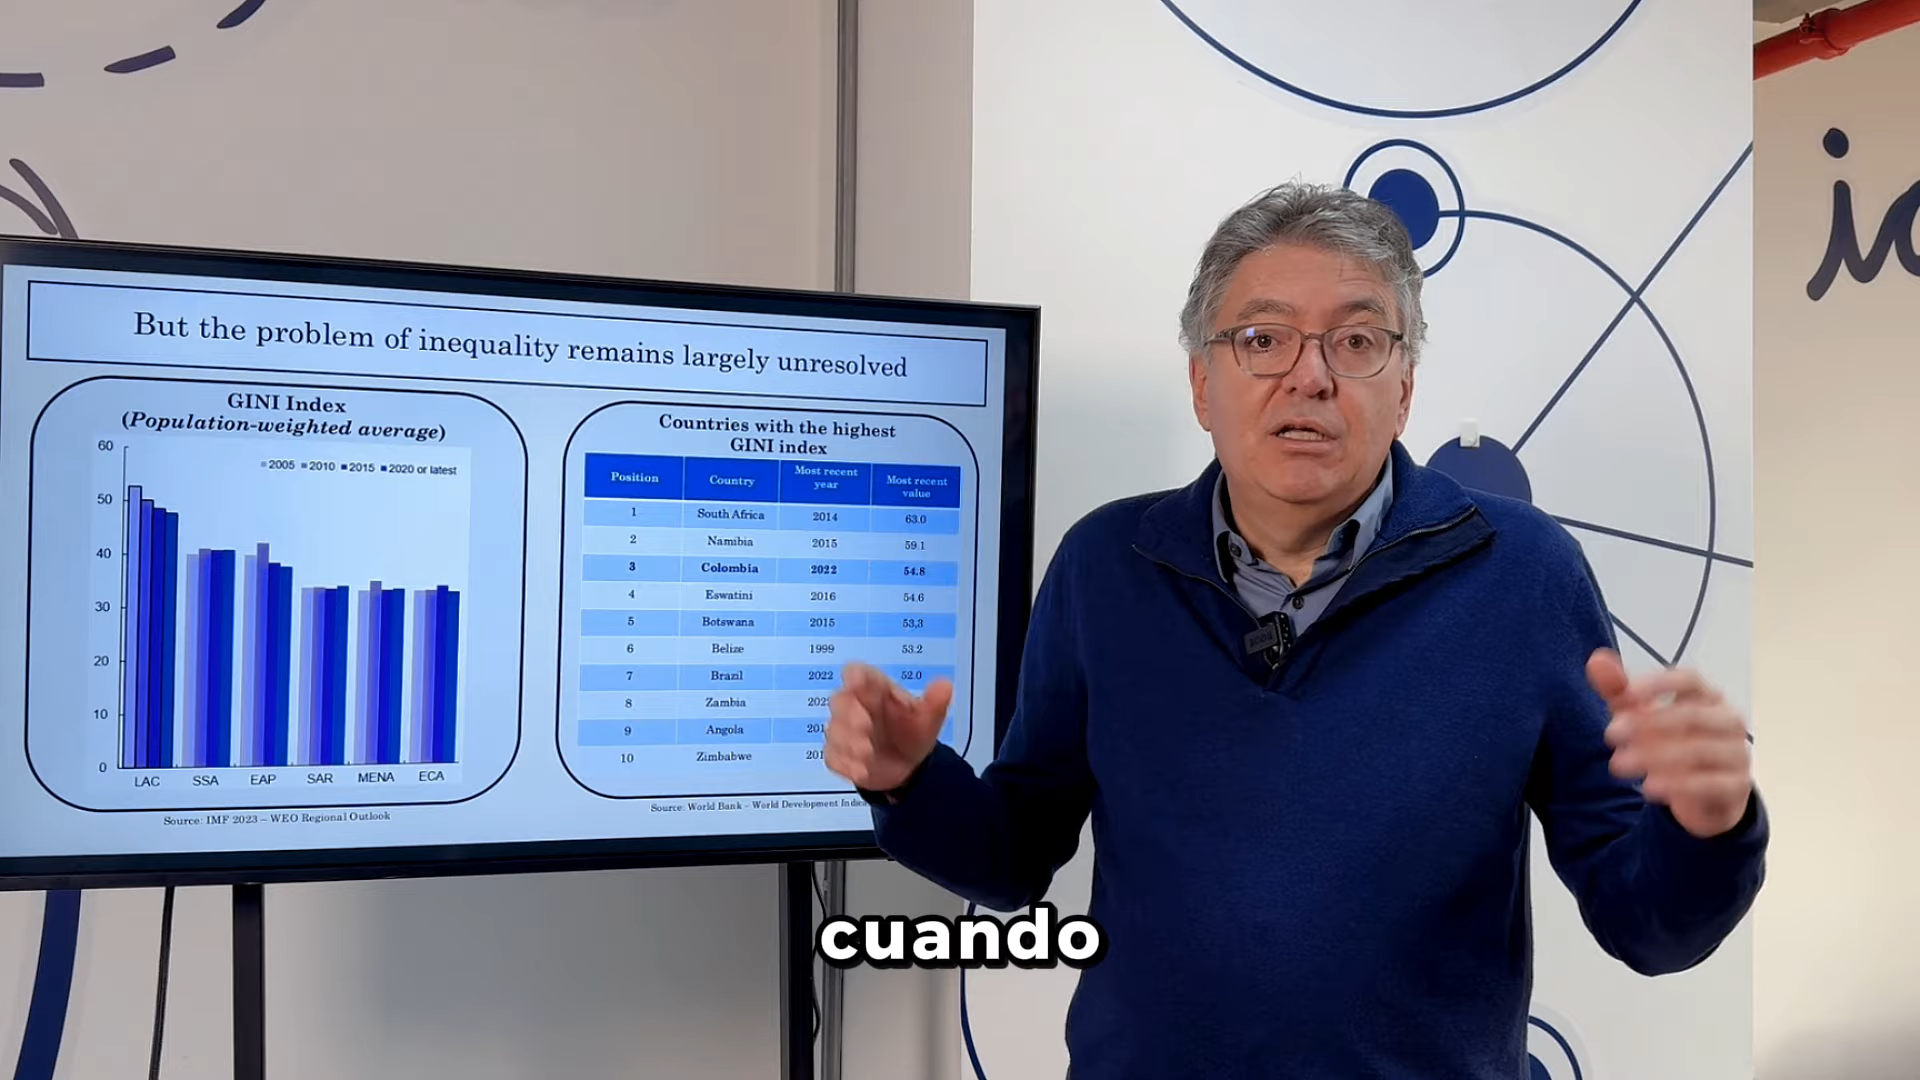 But the problem of inequality remains largely unresolved
GINI Index
(Population-weighted average)
2005 2010 2015 2020 or latest
60
50
40
30
20
10
0
LAC SSA EAP SAR MENA ECA
Source: IMF 2023 – WEO Regional Outlook
Countries with the highest
GINI index
Position Country Most recent year Most recent value
1 South Africa 2014 63.0
2 Namibia 2015 59.1
3 Colombia 2022 54.8
4 Eswatini 2016 54.6
5 Botswana 2015 53,3
6 Belize 1999 53.2
7 Brazil 2022 52.0
8 Zambia
9 Angola
10 Zimbabwe
Source: World Bank – World Development
cuando